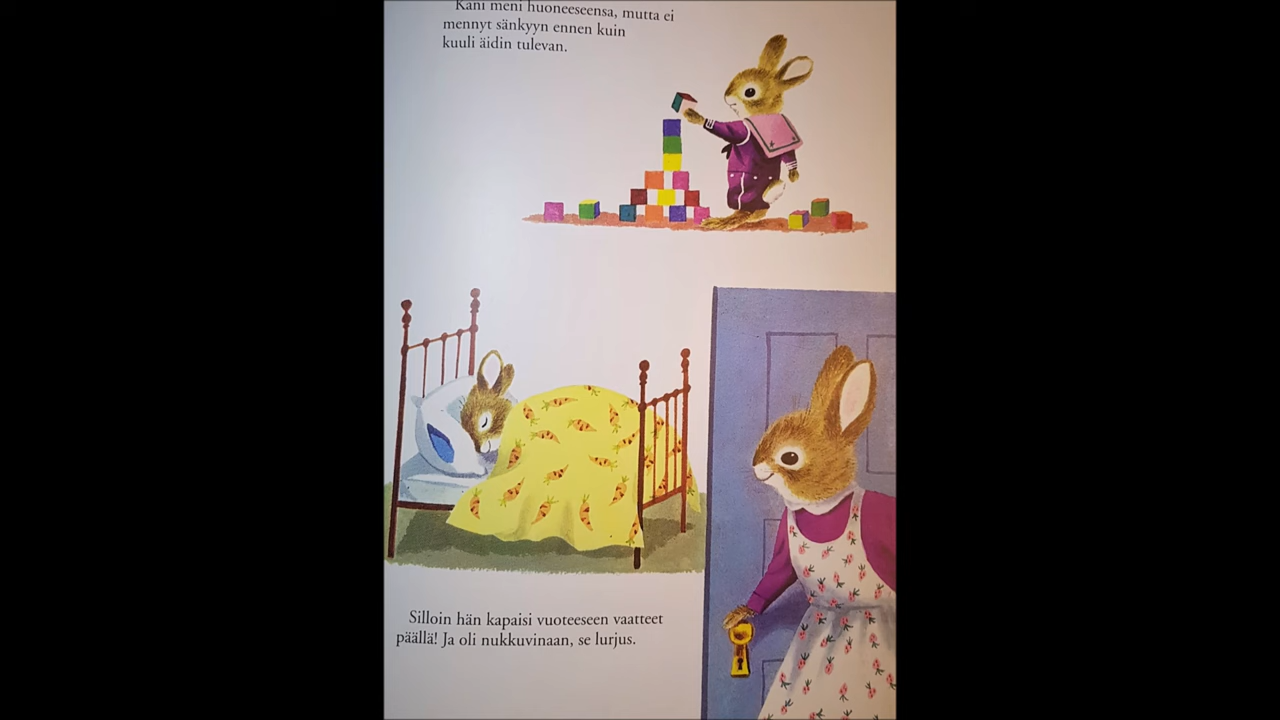 Kani meni huoneeseensa, mutta ei
mennyt sänkyyn ennen kuin
kuuli äidin tulevan.
Silloin hän kapaisi vuoteeseen vaatteet
päällä! Ja oli nukkuvinaan, se lurjus.